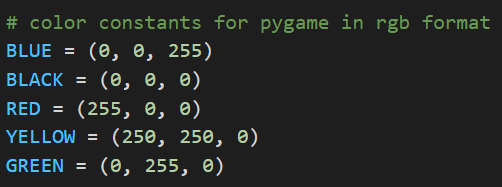 # color constants for pygame in rgb format
BLUE = (0, 0, 255)
BLACK = (0, 0, 0)
RED = (255, 0, 0)
YELLOW = (250, 250, 0)
GREEN = (0, 255, 0)